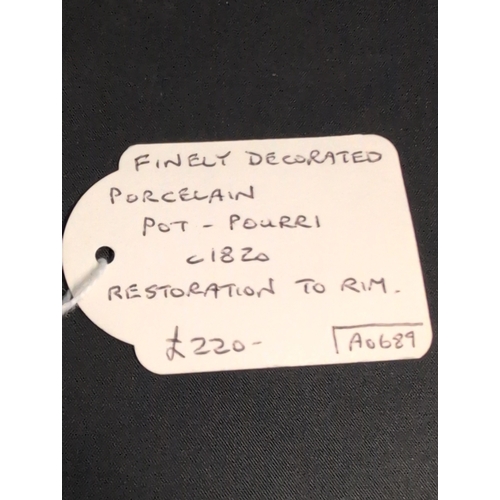 FINELY DECORATED
PORCELAIN
POT - POURRI
c1820
RESTORATION TO RIM.
£220-
A0689